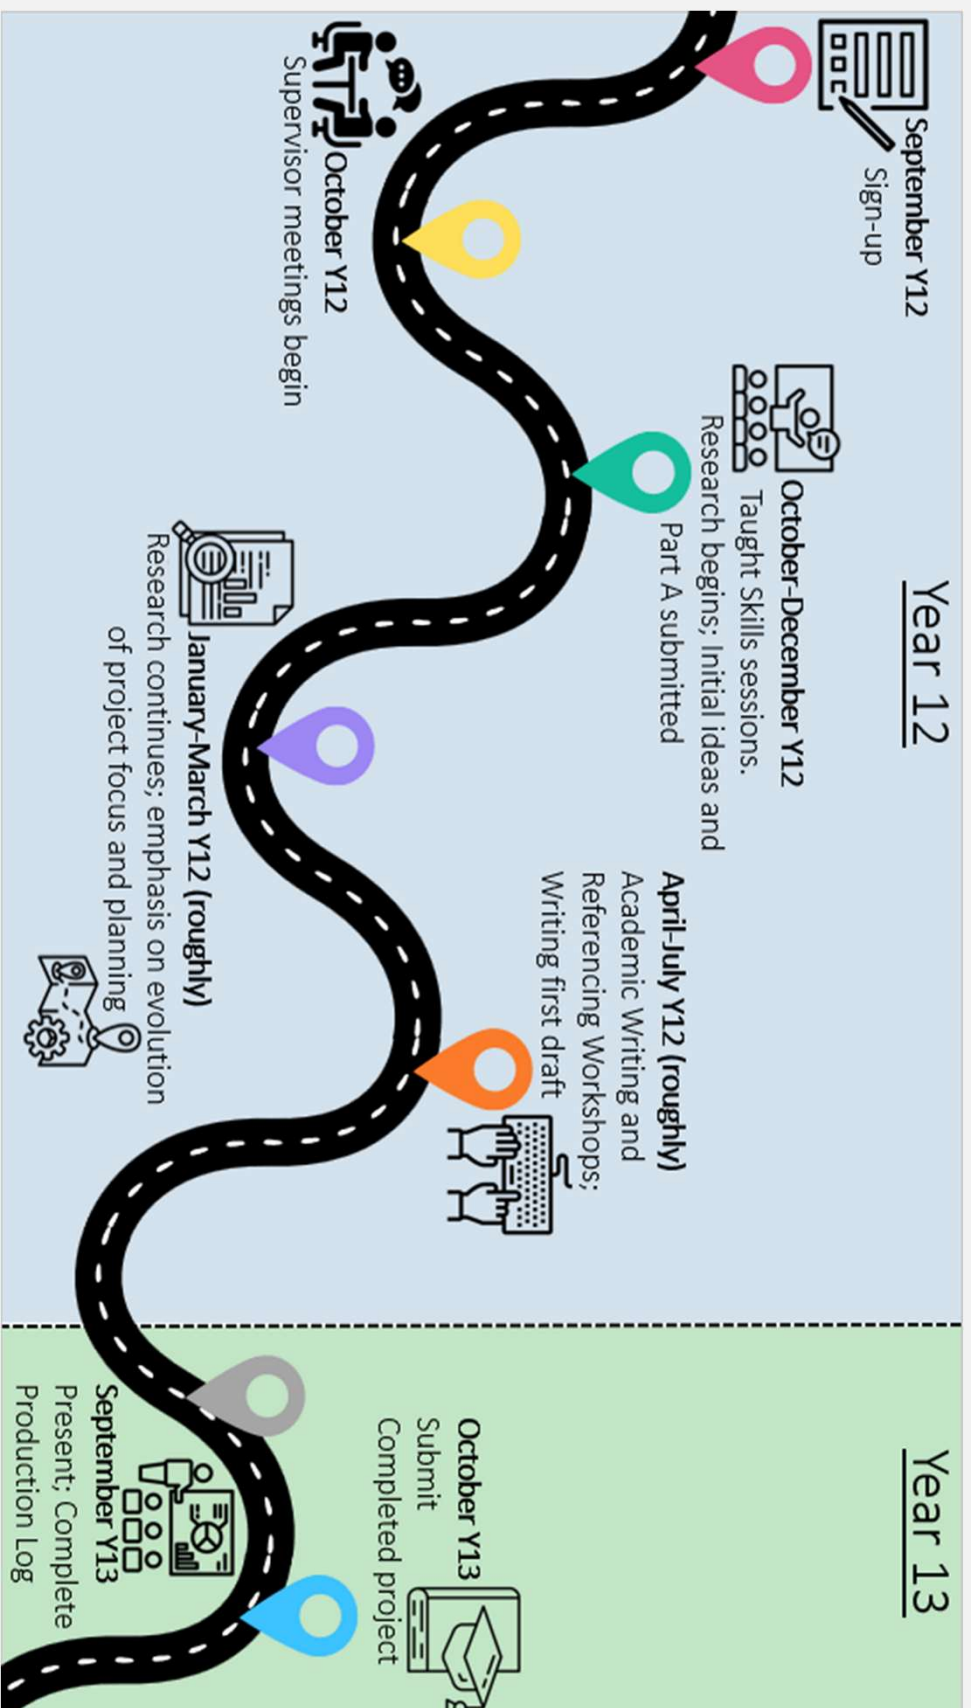 Year 12
Year 13
September Y12
Sign-up
October Y12
Supervisor meetings begin
October-December Y12
Taught Skills sessions.
Research begins; Initial ideas and
Part A submitted
January-March Y12 (roughly)
Research continues; emphasis on evolution
of project focus and planning
April-July Y12 (roughly)
Academic Writing and
Referencing Workshops;
Writing first draft
September Y13
Present; Complete
Production Log
October Y13
Submit
Completed project